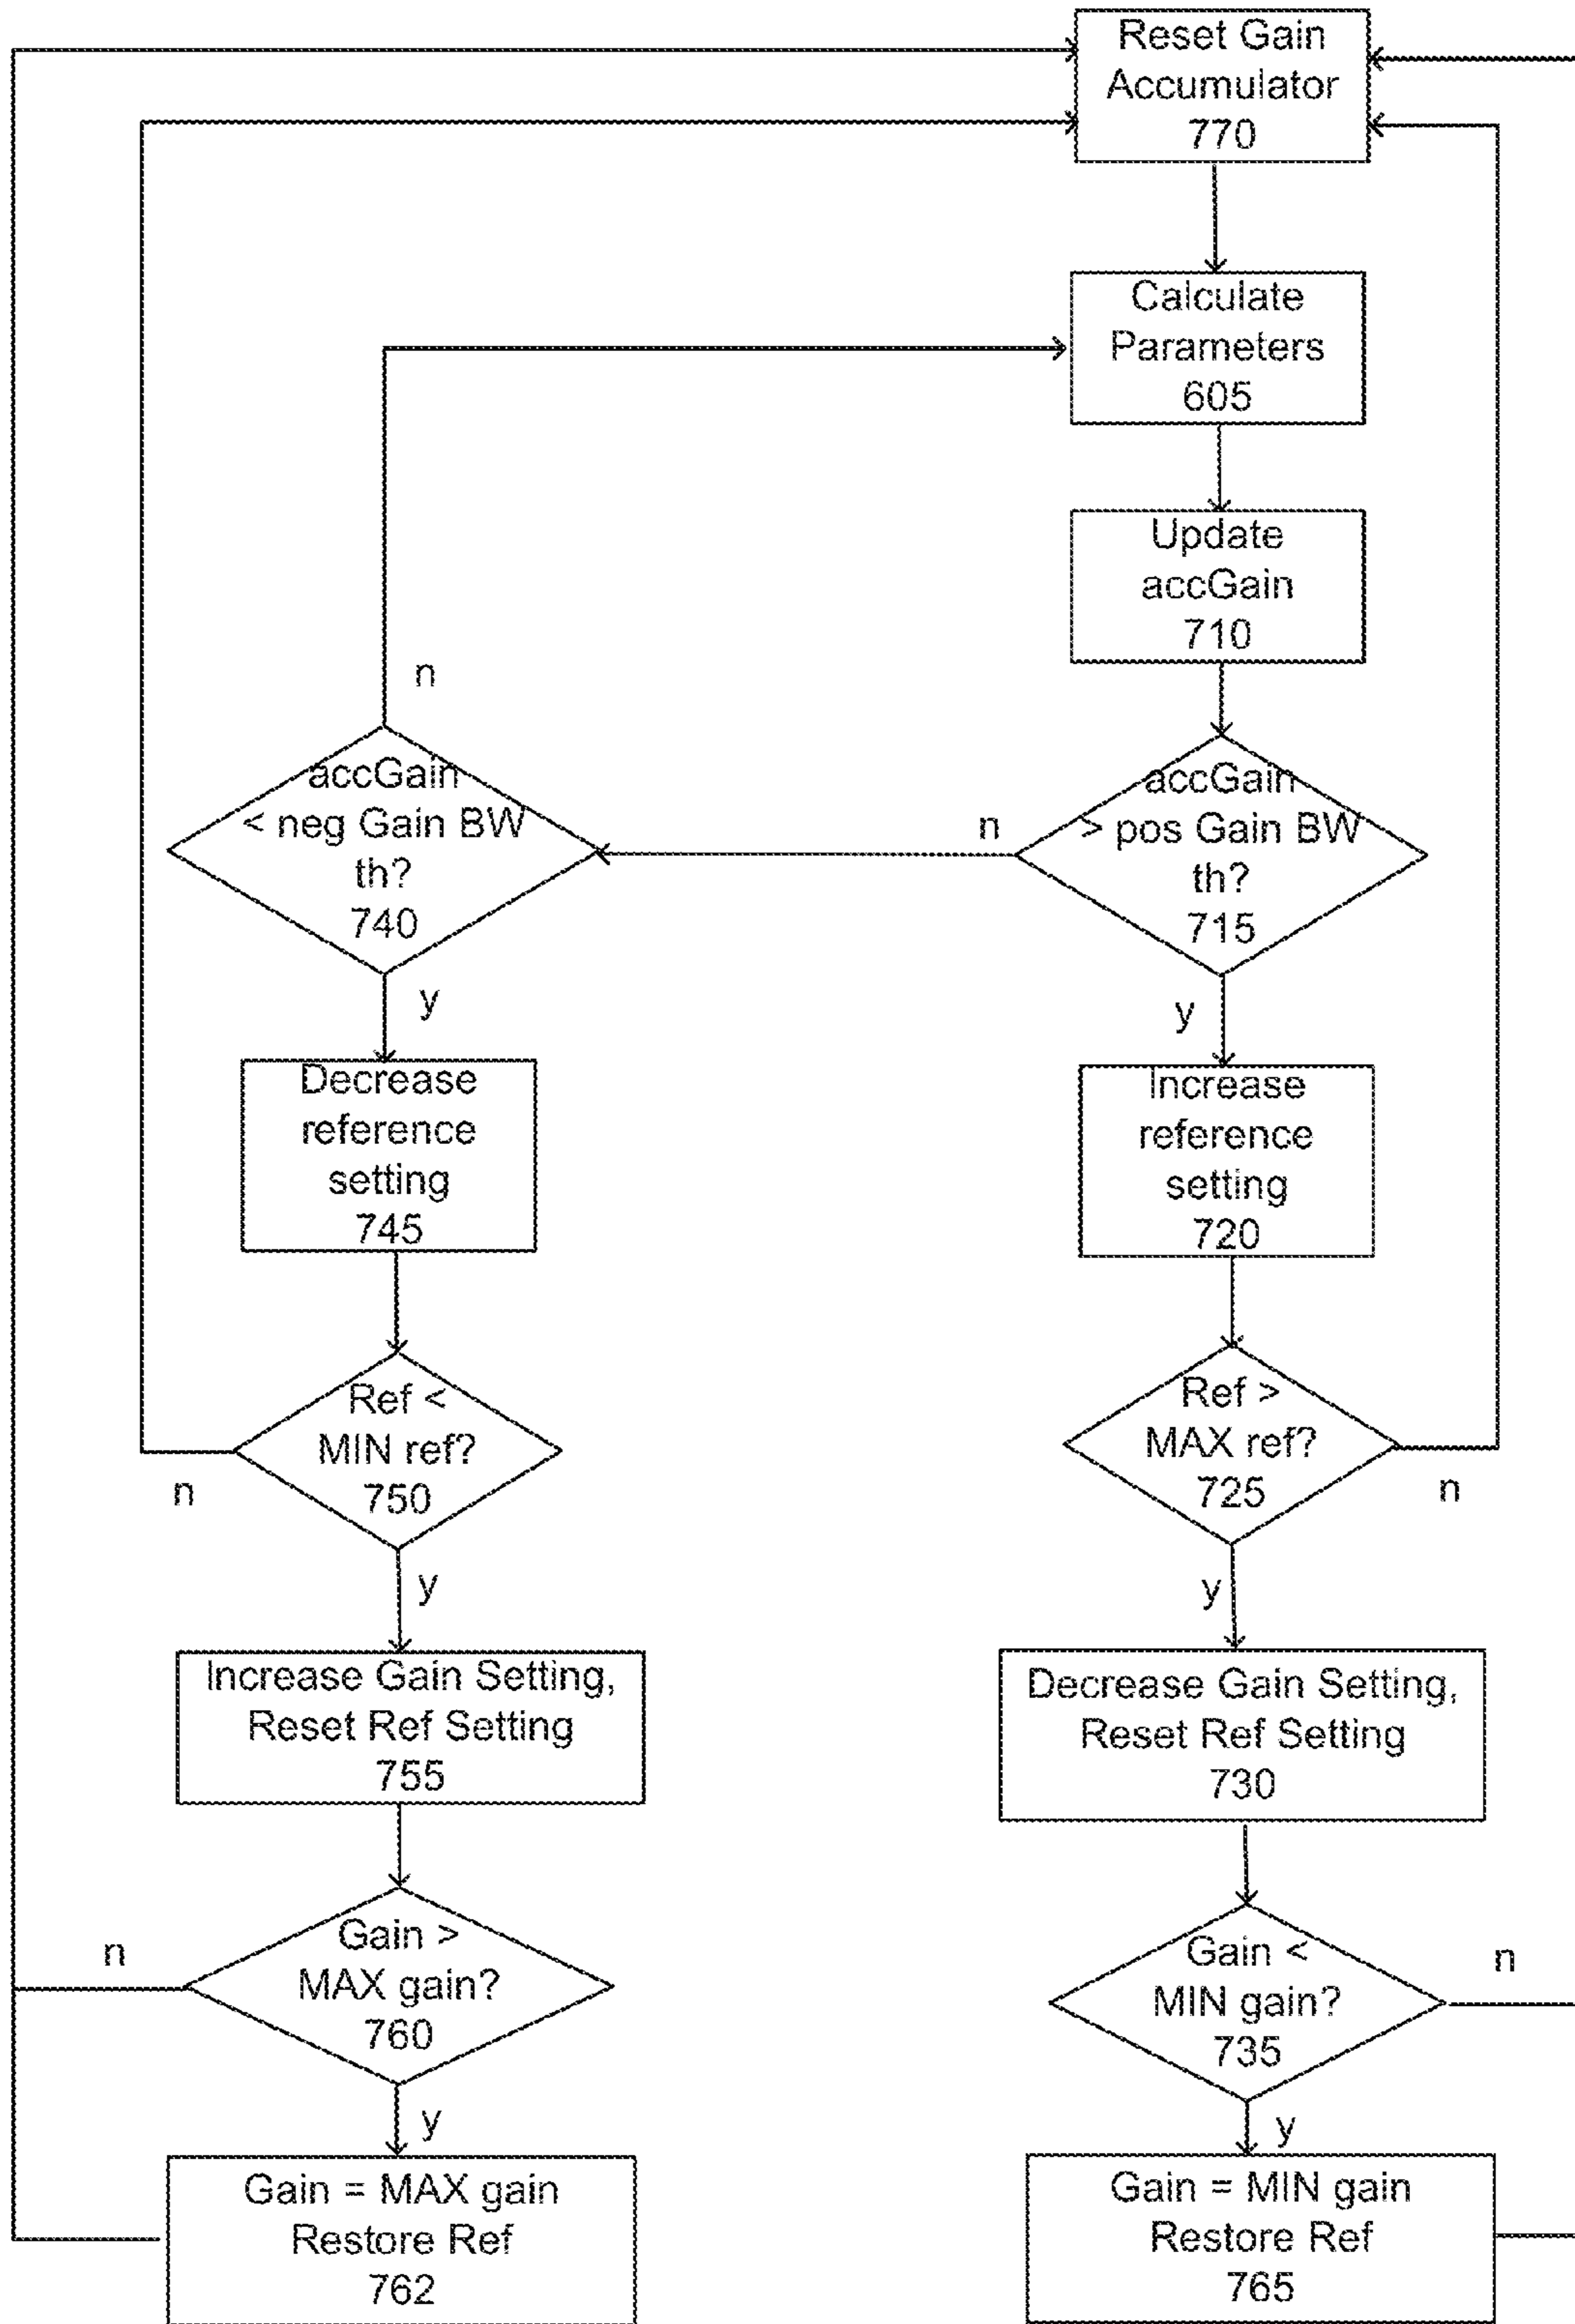 Reset Gain
Accumulator
770
Calculate
Parameters
605
Update
accGain
710
n
accGain
< neg Gain BW
th?
740
n
accGain
> pos Gain BW
th?
715
y
y
Decrease
reference
setting
745
Increase
reference
setting
720
Ref <
MIN ref?
750
n
Ref >
MAX ref?
725
n
y
y
Increase Gain Setting,
Reset Ref Setting
755
Decrease Gain Setting,
Reset Ref Setting
730
n
Gain >
MAX gain?
760
Gain <
MIN gain?
735
n
y
y
Gain = MAX gain
Restore Ref
762
Gain = MIN gain
Restore Ref
765